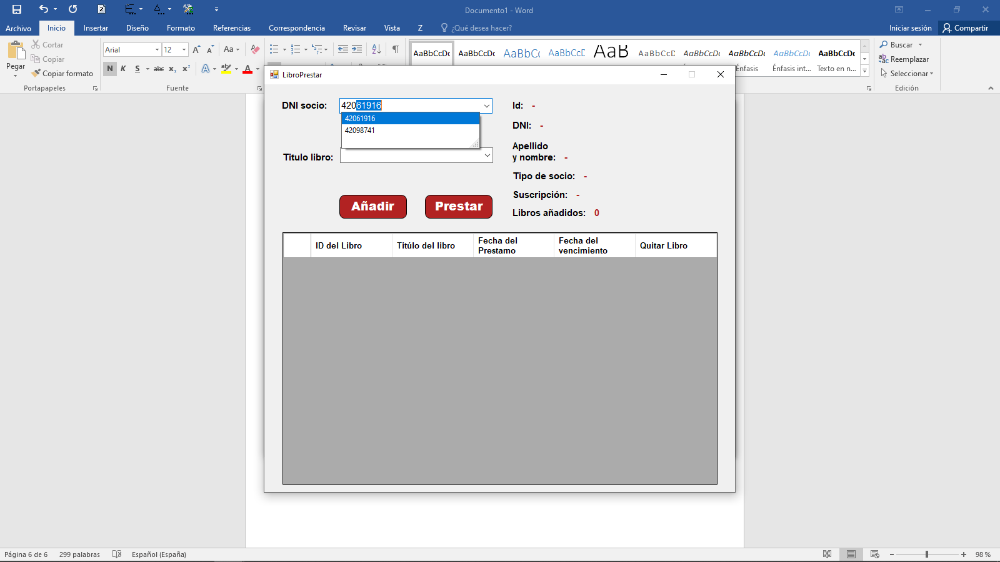 Documento1 - Word
Archivo Inicio Insertar Diseño Formato Referencias Correspondencia Revisar Vista Z ¿Qué desea hacer? Iniciar sesión Compartir
Pegar
Cortar
Copiar
Copiar formato
Portapapeles
Arial 12
Aa
N K S abc x₂ x² A ab A
Fuente
AaBbCcDc AaBbCcDc AaBbCc AaBbCcD AaB AaBbCcD AaBbCcDc AaBbCcDc AaBbCcDc AaBbCcDc
Énfasis Énfasis int... Texto en n...
Buscar
Reemplazar
Seleccionar
Edición
LibroPrestar
DNI socio: 42061916
42061916
42098741
Titulo libro:
Añadir Prestar
Id: -
DNI: -
Apellido
y nombre: -
Tipo de socio: -
Suscripción: -
Libros añadidos: 0
ID del Libro
Titúlo del libro
Fecha del
Prestamo
Fecha del
vencimiento
Quitar Libro
Página 6 de 6 299 palabras Español (España) 98 %